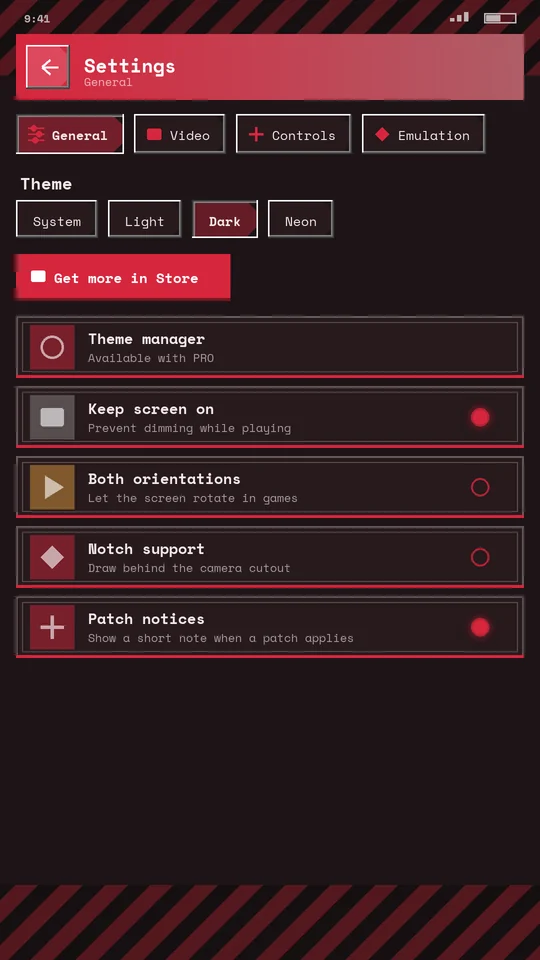 9:41
Settings
General
General
Video
Controls
Emulation
Theme
System
Light
Dark
Neon
Get more in Store
Theme manager
Available with PRO
Keep screen on
Prevent dimming while playing
Both orientations
Let the screen rotate in games
Notch support
Draw behind the camera cutout
Patch notices
Show a short note when a patch applies